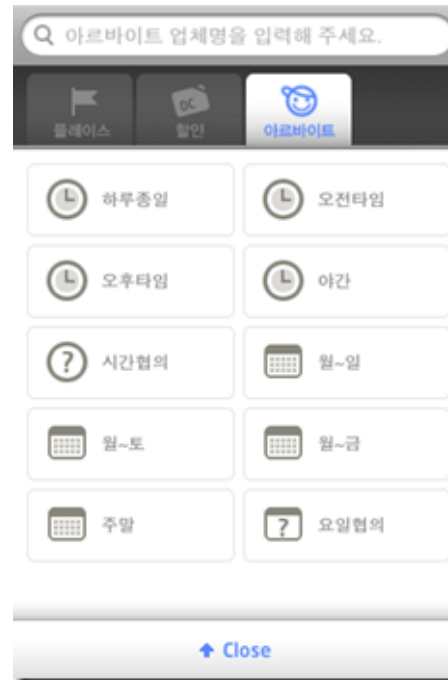 아르바이트 업체명을 입력해 주세요.
플레이스 할인 아르바이트
DC
하루종일 오전타임
오후타임 야간
시간협의 월~일
월~토 월~금
주말 요일협의
Close